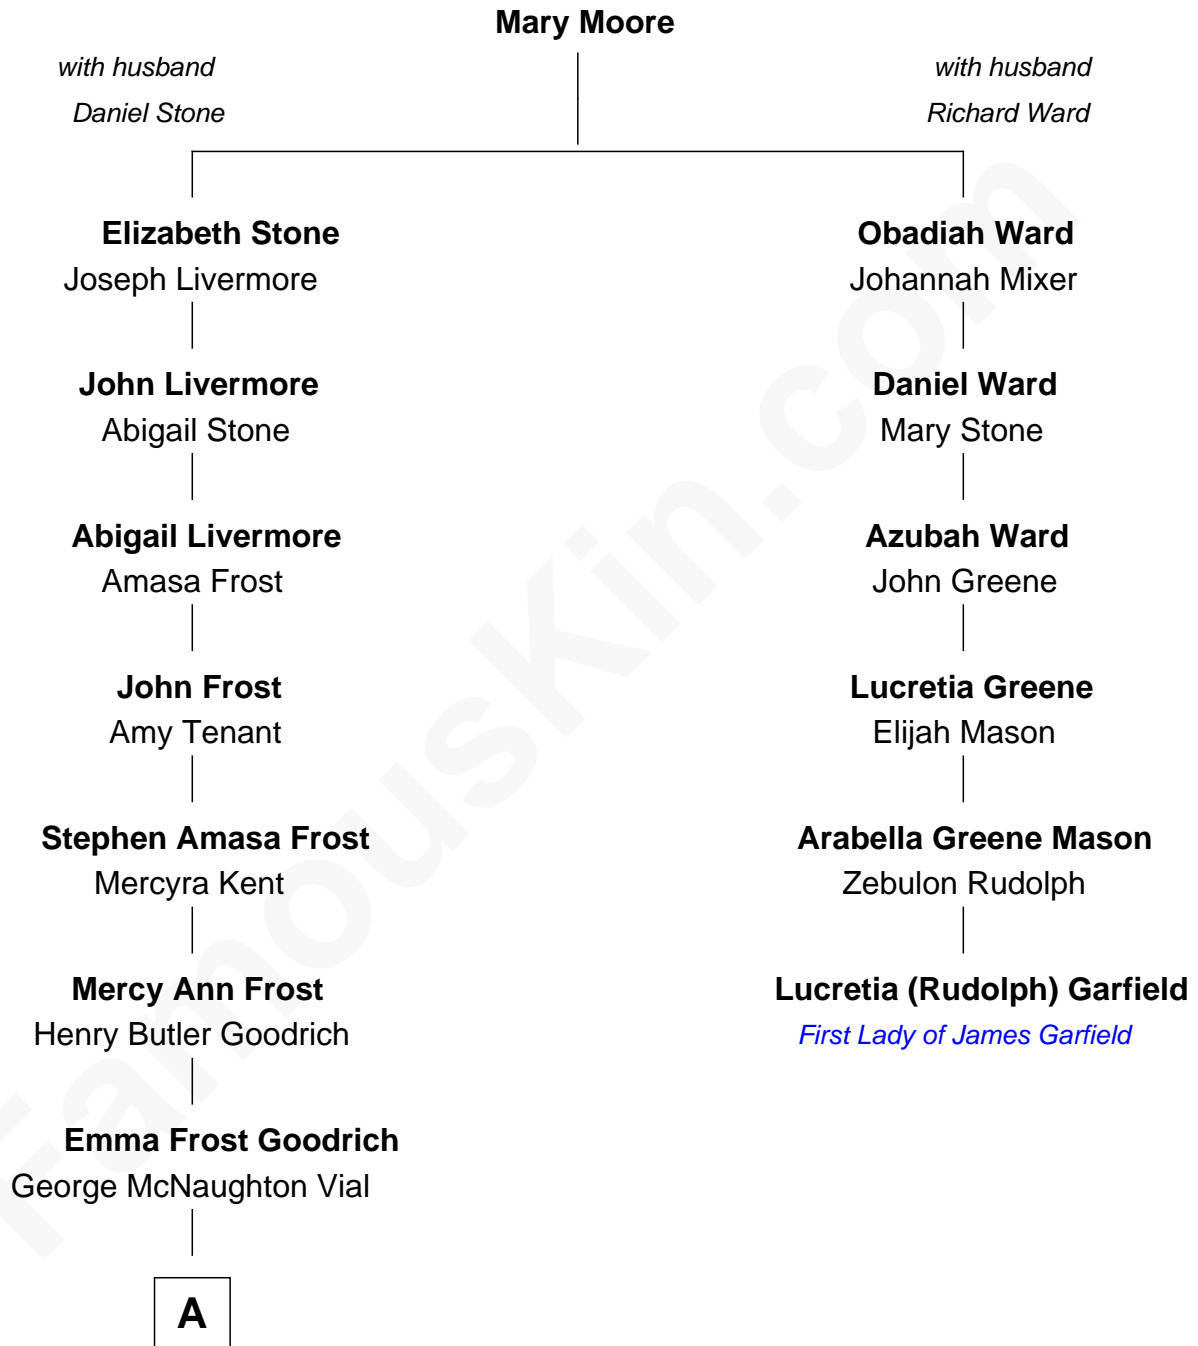 Mary Moore
with husband
Daniel Stone
with husband
Richard Ward
Elizabeth Stone
Joseph Livermore
John Livermore
Abigail Stone
Abigail Livermore
Amasa Frost
John Frost
Amy Tenant
Stephen Amasa Frost
Mercyra Kent
Mercy Ann Frost
Henry Butler Goodrich
Emma Frost Goodrich
George McNaughton Vial
A
Obadiah Ward
Johannah Mixer
Daniel Ward
Mary Stone
Azubah Ward
John Greene
Lucretia Greene
Elijah Mason
Arabella Greene Mason
Zebulon Rudolph
Lucretia (Rudolph) Garfield
First Lady of James Garfield
FamousKin.com